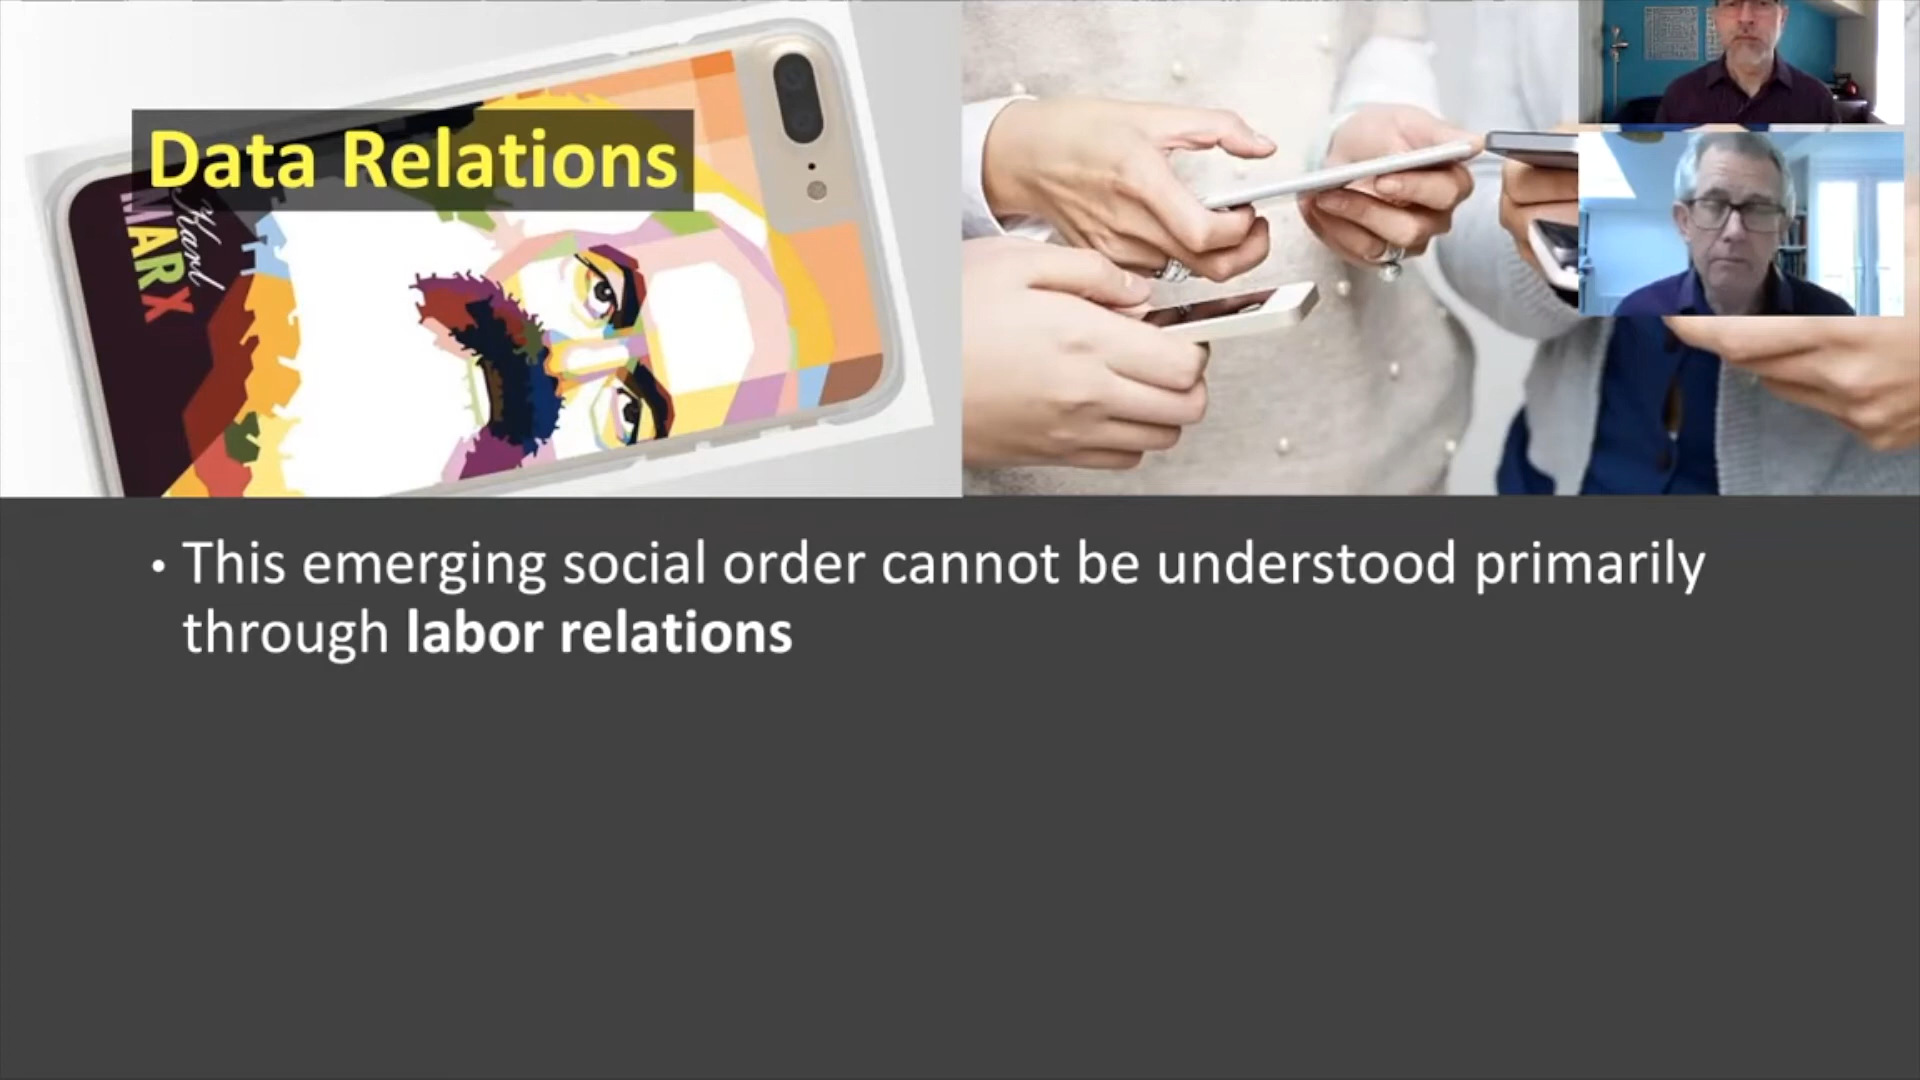 Data Relations
Karl
MARX
• This emerging social order cannot be understood primarily
through labor relations